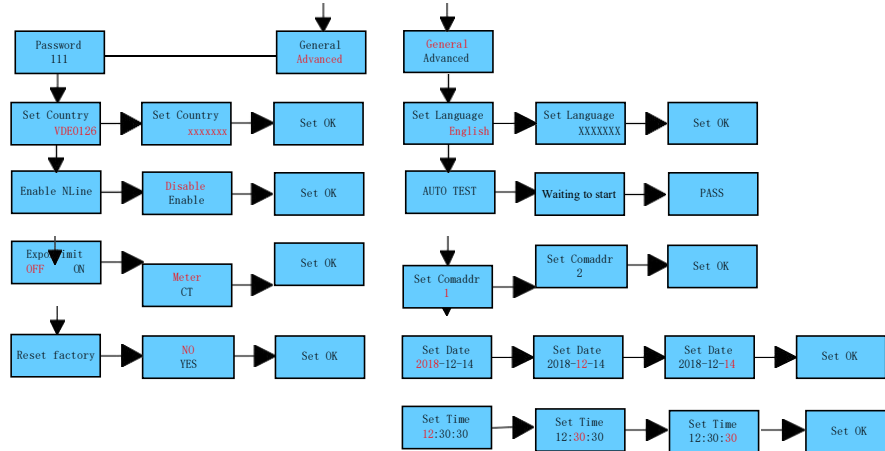 Password
111
General
Advanced
Set Country
VDE0126
Set Country
xxxxxxx
Set OK
Enable NLine
Disable
Enable
Set OK
OFF ON
Meter
CT
Set OK
Reset factory
NO
YES
Set OK
General
Advanced
Set Language
English
Set Language
XXXXXXX
Set OK
AUTO TEST
Waiting to start
PASS
Set Comaddr
1
Set Comaddr
2
Set OK
Set Date
2018-12-14
Set Date
2018-12-14
Set Date
2018-12-14
Set OK
Set Time
12:30:30
Set Time
12:30:30
Set Time
12:30:30
Set OK